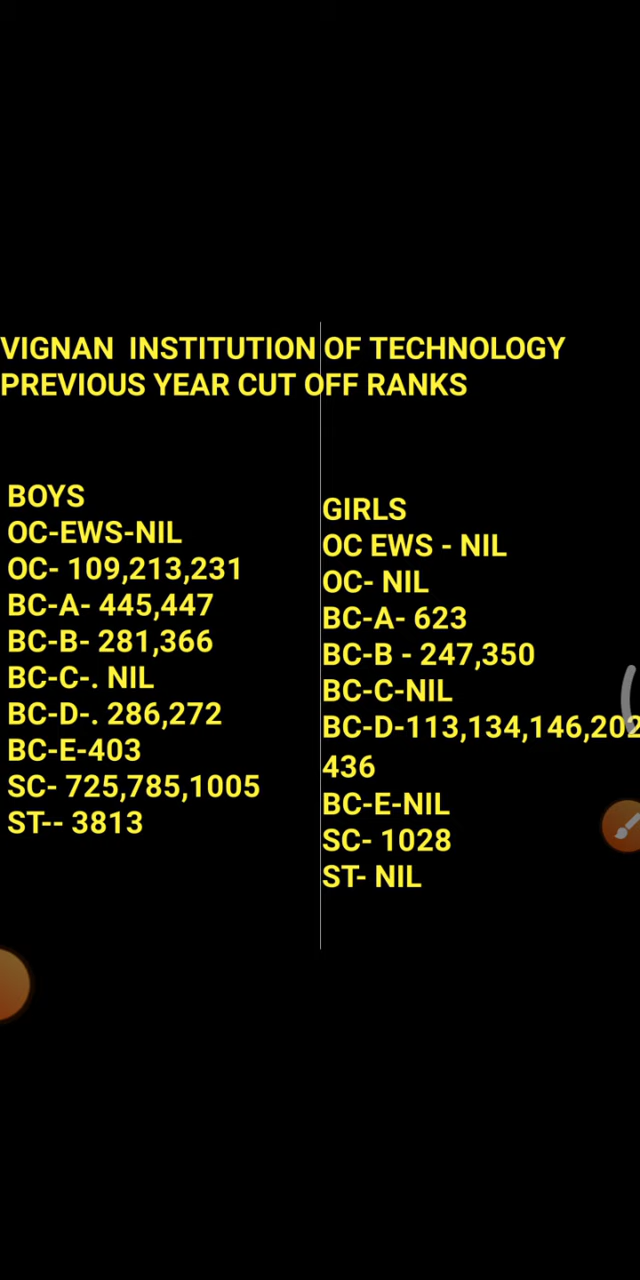 VIGNAN  INSTITUTION OF TECHNOLOGY
PREVIOUS YEAR CUT OFF RANKS
BOYS
OC-EWS-NIL
OC- 109,213,231
BC-A- 445,447
BC-B- 281,366
BC-C-. NIL
BC-D-. 286,272
BC-E-403
SC- 725,785,1005
ST-- 3813
GIRLS
OC EWS - NIL
OC- NIL
BC-A- 623
BC-B - 247,350
BC-C-NIL
BC-D-113,134,146,202
436
BC-E-NIL
SC- 1028
ST- NIL